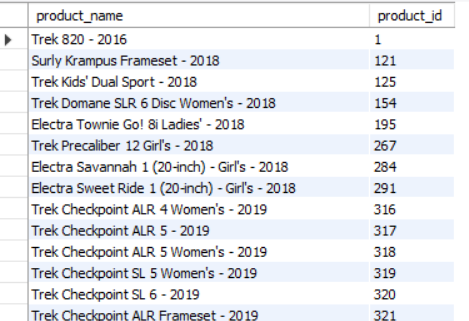 product_name product_id
Trek 820 - 2016 1
Surly Krampus Frameset - 2018 121
Trek Kids' Dual Sport - 2018 125
Trek Domane SLR 6 Disc Women's - 2018 154
Electra Townie Go! 8i Ladies' - 2018 195
Trek Precaliber 12 Girl's - 2018 267
Electra Savannah 1 (20-inch) - Girl's - 2018 284
Electra Sweet Ride 1 (20-inch) - Girl's - 2018 291
Trek Checkpoint ALR 4 Women's - 2019 316
Trek Checkpoint ALR 5 - 2019 317
Trek Checkpoint ALR 5 Women's - 2019 318
Trek Checkpoint SL 5 Women's - 2019 319
Trek Checkpoint SL 6 - 2019 320
Trek Checkpoint ALR Frameset - 2019 321